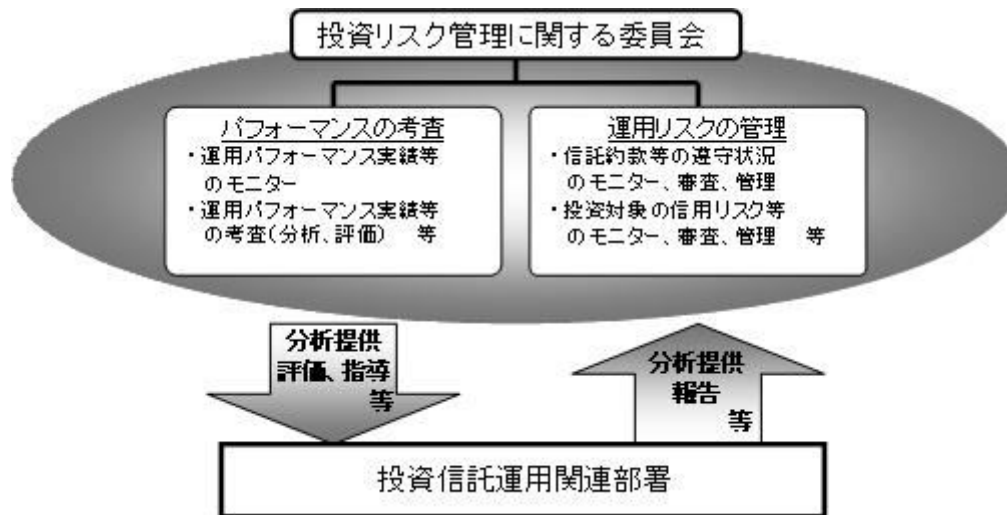 投資リスク管理に関する委員会
パフォーマンスの考査
・運用パフォーマンス実績等
のモニター
・運用パフォーマンス実績等
の考査(分析、評価) 等
運用リスクの管理
・信託約款等の遵守状況
のモニター、審査、管理
・投資対象の信用リスク等
のモニター、審査、管理 等
分析提供
評価、指導
等
分析提供
報告
等
投資信託運用関連部署